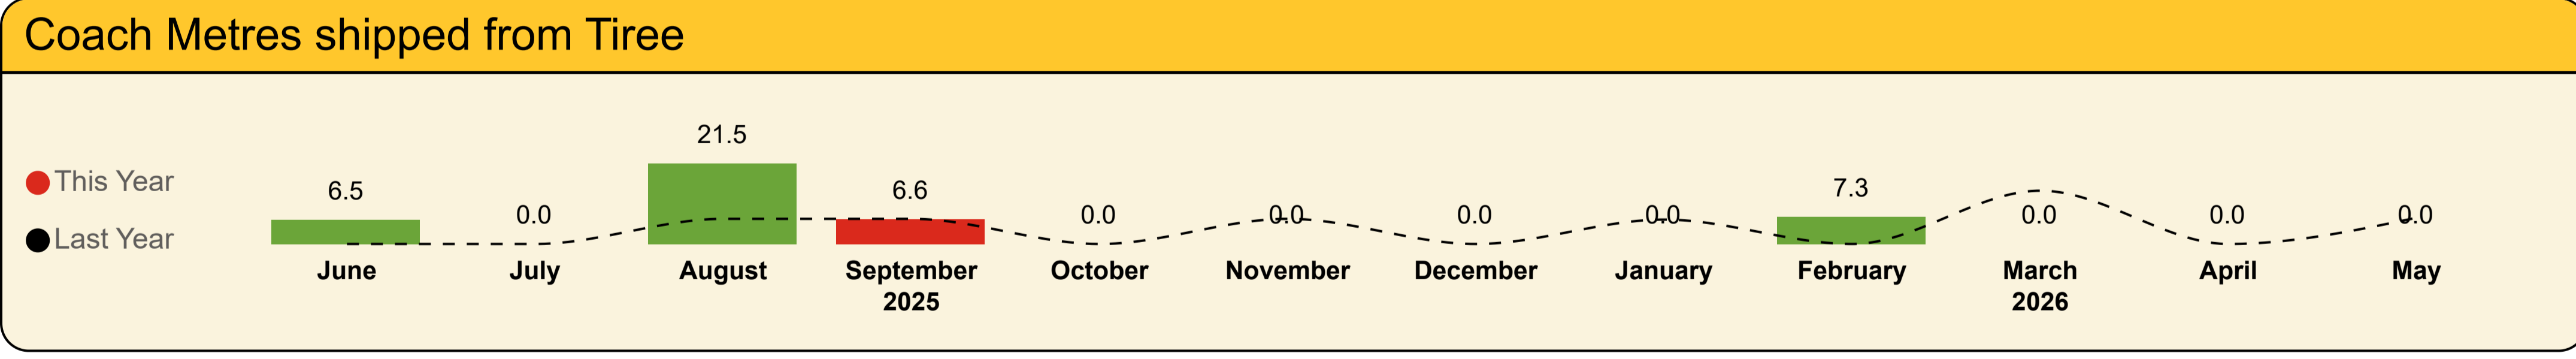 Coach Metres shipped from Tiree
This Year
Last Year
6.5
0.0
21.5
6.6
0.0
0.0
0.0
0.0
7.3
0.0
0.0
0.0
June
July
August
September
October
November
December
January
February
March
April
May
2025
2026